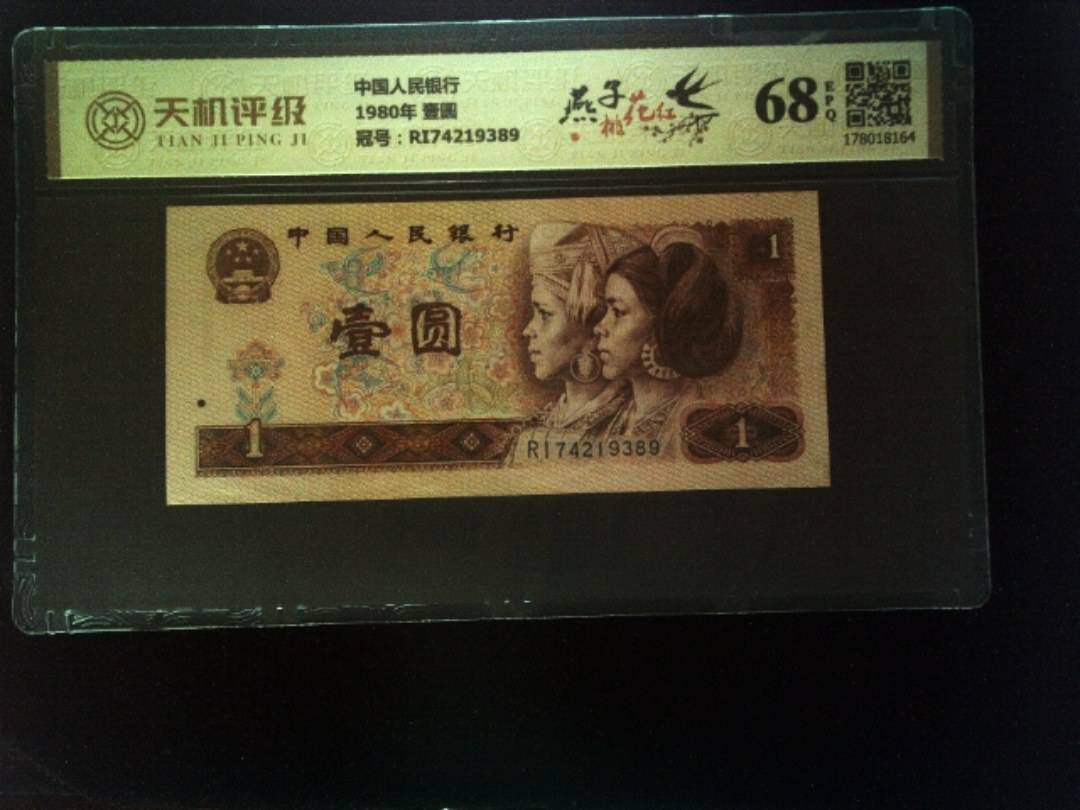 天机评级
TIAN JI PING JI
中国人民银行
1980年 壹圆
冠号：RI74219389
燕子
桃花红
68
EPQ
178018164
中国人民银行
1
壹圆
1
RI74219389
1